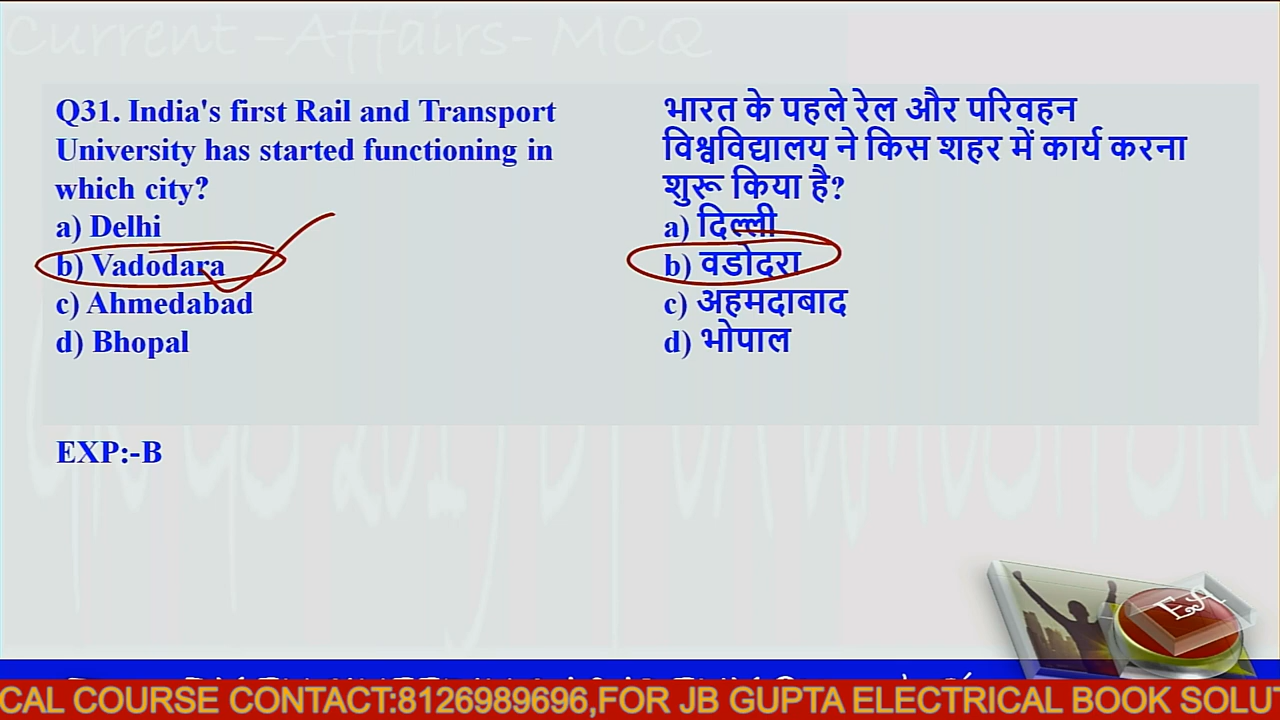 Current -Affairs- MCQ
Q31. India's first Rail and Transport
University has started functioning in
which city?
a) Delhi
b) Vadodara
c) Ahmedabad
d) Bhopal
भारत के पहले रेल और परिवहन
विश्वविद्यालय ने किस शहर में कार्य करना
शुरू किया है?
a) दिल्ली
b) वडोदरा
c) अहमदाबाद
d) भोपाल
EXP:-B
EA
CAL COURSE CONTACT:8126989696,FOR JB GUPTA ELECTRICAL BOOK SOLUT